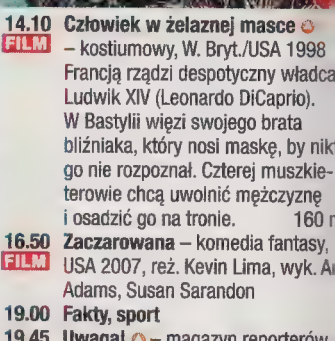 14.10 Człowiek w żelaznej masce
FILM – kostiumowy, W. Bryt./USA 1998
Francją rządzi despotyczny władca
Ludwik XIV (Leonardo DiCaprio).
W Bastylii więzi swojego brata
bliźniaka, który nosi maskę, by
go nie rozpoznał. Czterej muszkie-
terowie chcą uwolnić mężczyznę
i osadzić go na tronie. 160
16.50 Zaczarowana – komedia fantasy,
FILM USA 2007, reż. Kevin Lima, wyk.
Adams, Susan Sarandon
19.00 Fakty, sport
19.45 Uwaga! – magazyn reporterów